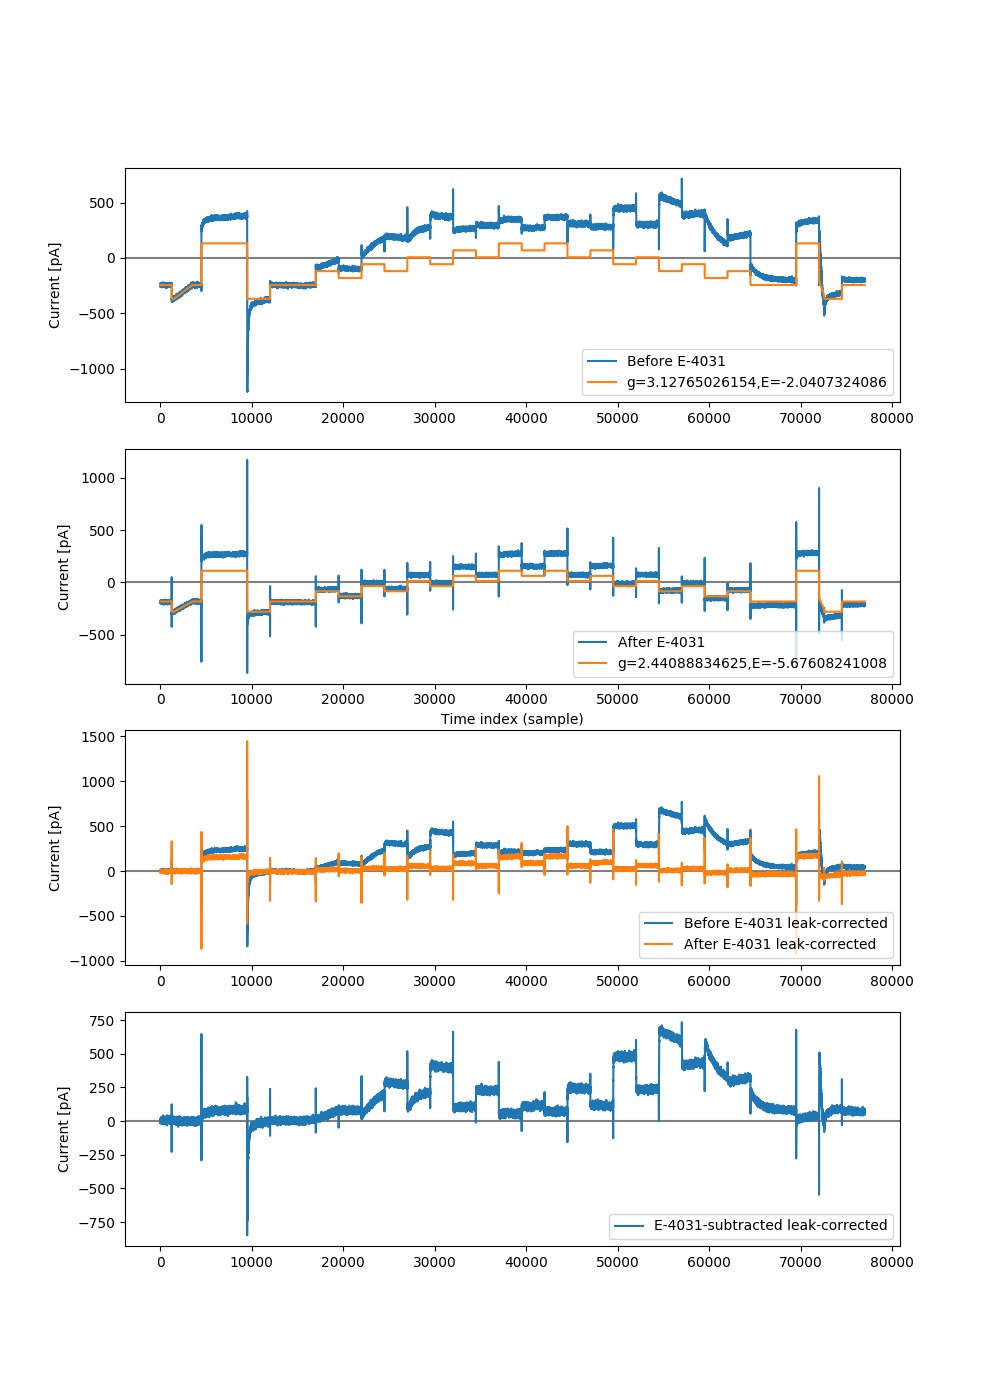 500
0
−500
−1000
Current [pA]
Before E-4031
g=3.12765026154,E=-2.0407324086
0 10000 20000 30000 40000 50000 60000 70000 80000
1000
500
0
−500
Current [pA]
After E-4031
g=2.44088834625,E=-5.67608241008
0 10000 20000 30000 40000 50000 60000 70000 80000
Time index (sample)
1500
1000
500
0
−500
−1000
Current [pA]
Before E-4031 leak-corrected
After E-4031 leak-corrected
0 10000 20000 30000 40000 50000 60000 70000 80000
750
500
250
0
−250
−500
−750
Current [pA]
E-4031-subtracted leak-corrected
0 10000 20000 30000 40000 50000 60000 70000 80000